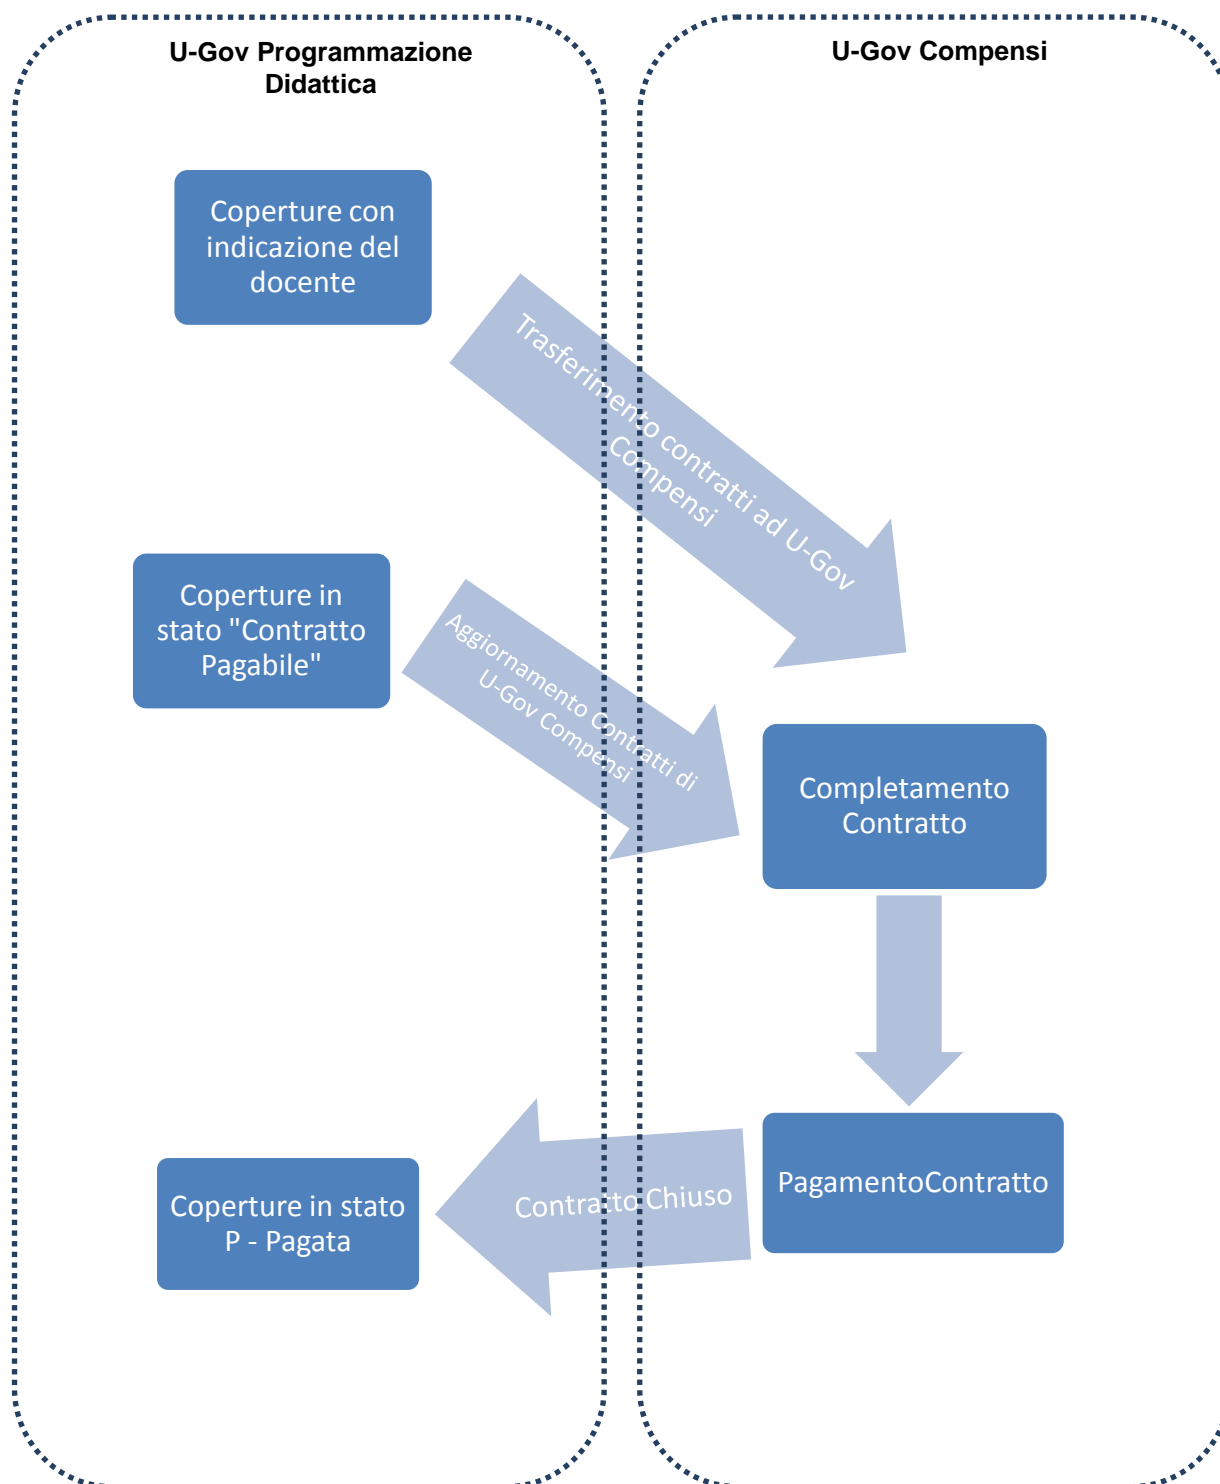 U-Gov Programmazione
Didattica
U-Gov Compensi
Coperture con
indicazione del
docente
Trasferimento contratti ad U-Gov
Compensi
Coperture in
stato "Contratto
Pagabile"
Aggiornamento Contratti di
U-Gov Compensi
Completamento
Contratto
PagamentoContratto
Contratto Chiuso
Coperture in stato
P - Pagata